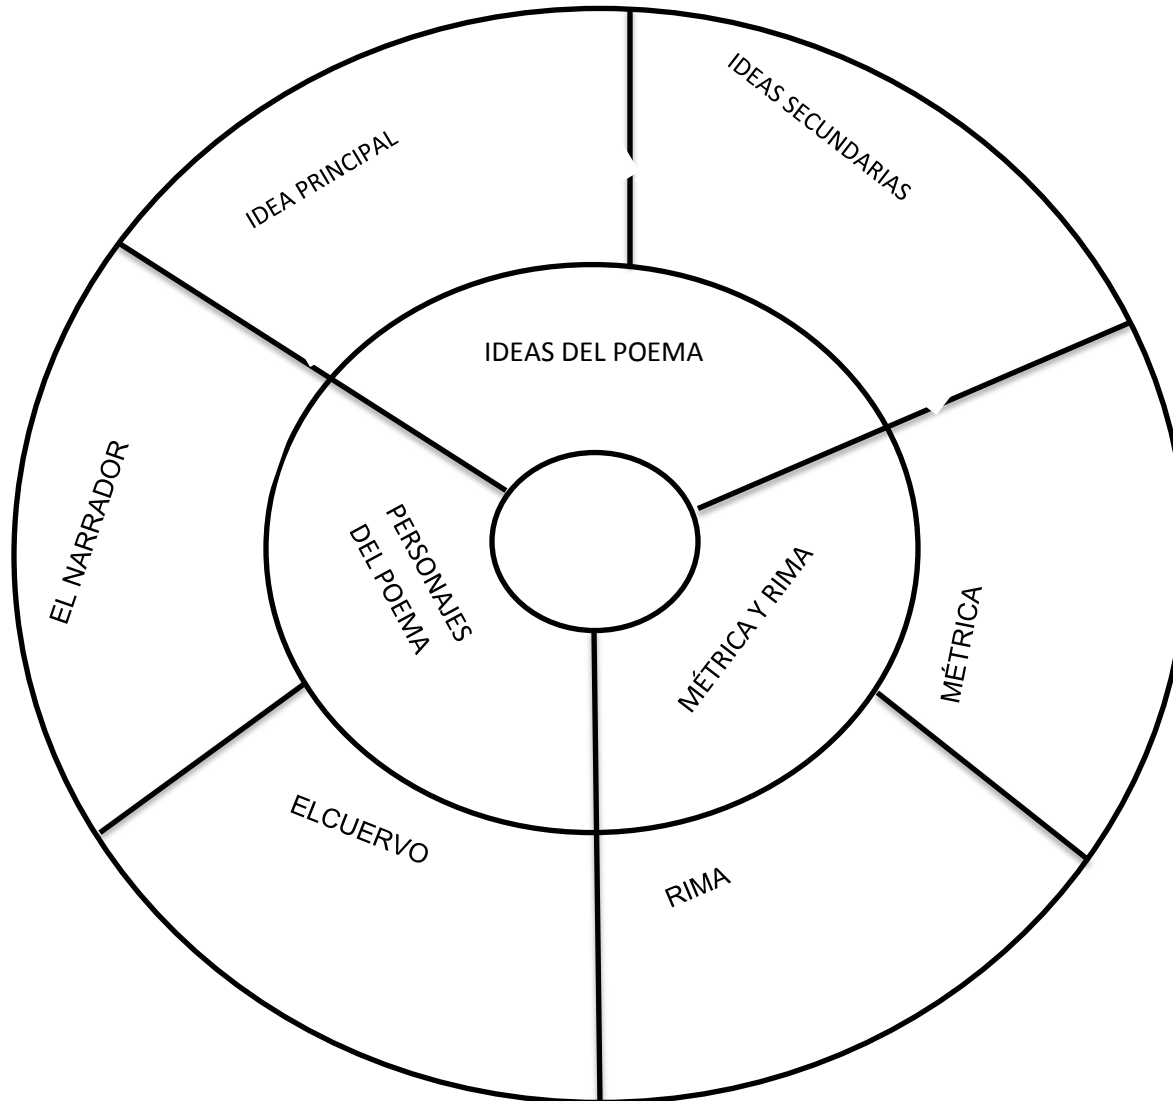 IDEA PRINCIPAL
IDEAS SECUNDARIAS
IDEAS DEL POEMA
EL NARRADOR
PERSONAJES
DEL POEMA
MÉTRICA Y RIMA
MÉTRICA
ELCUERVO
RIMA